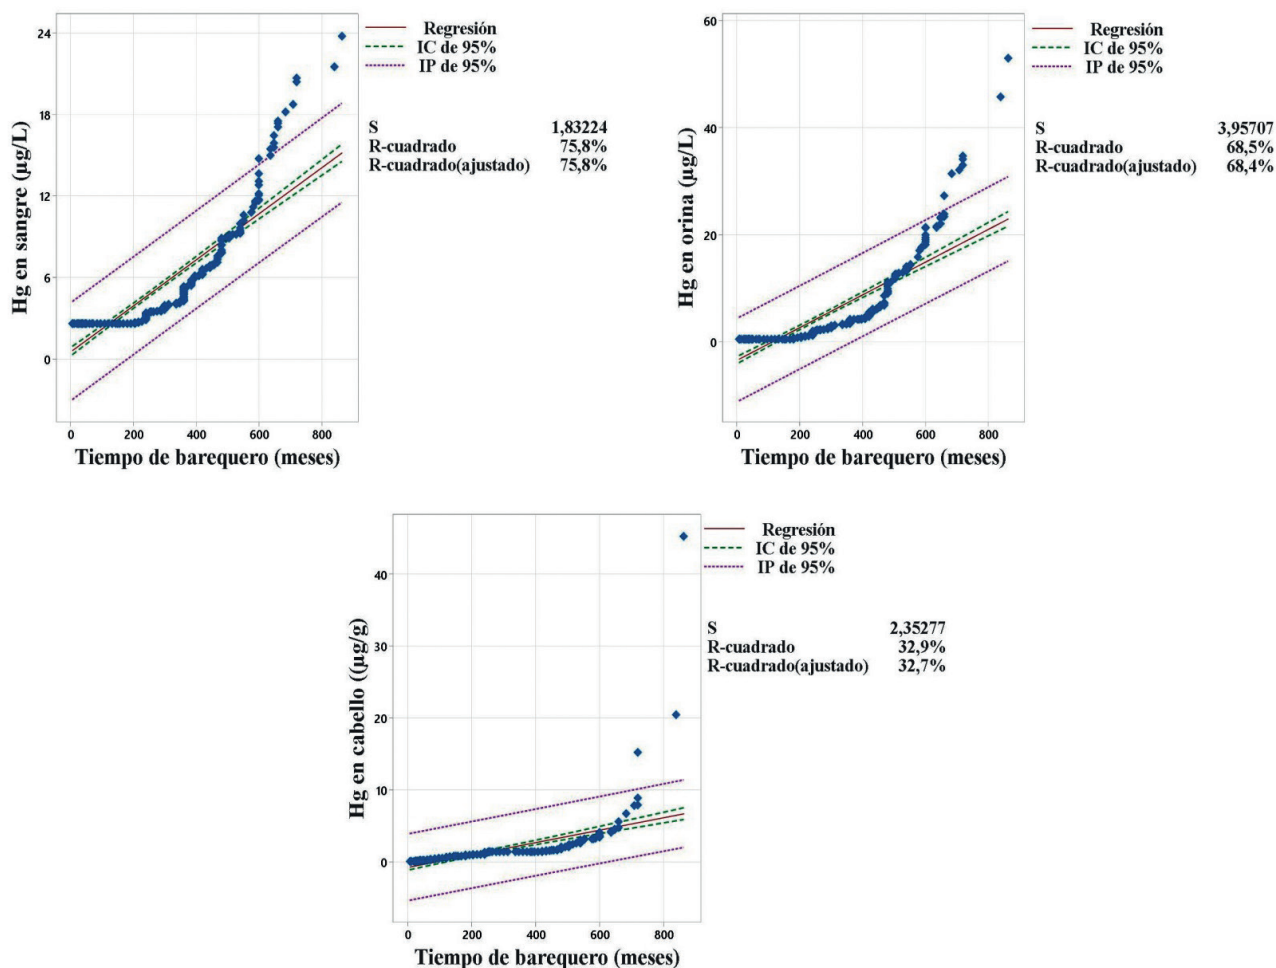 Regresión
IC de 95%
IP de 95%
S 1,83224
R-cuadrado 75,8%
R-cuadrado(ajustado) 75,8%
Hg en sangre (µg/L)
24
18
12
6
0
0 200 400 600 800
Tiempo de barequero (meses)
Regresión
IC de 95%
IP de 95%
S 3,95707
R-cuadrado 68,5%
R-cuadrado(ajustado) 68,4%
Hg en orina (µg/L)
60
40
20
0
0 200 400 600 800
Tiempo de barequero (meses)
Regresión
IC de 95%
IP de 95%
S 2,35277
R-cuadrado 32,9%
R-cuadrado(ajustado) 32,7%
Hg en cabello ((µg/g)
40
30
20
10
0
0 200 400 600 800
Tiempo de barequero (meses)